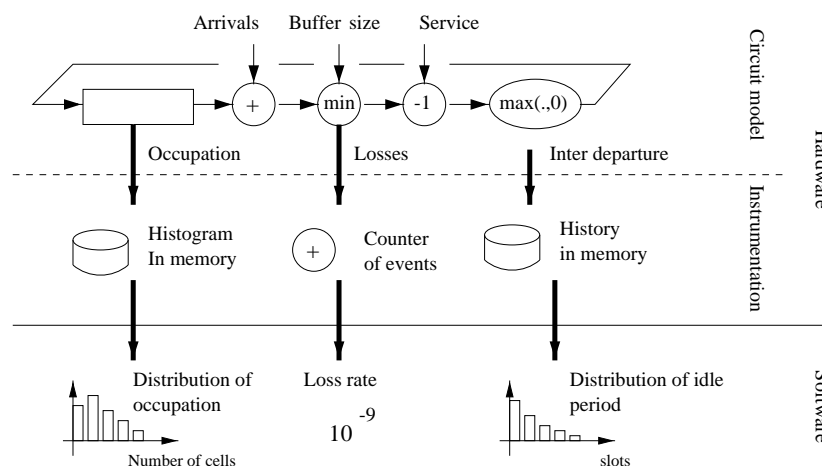 Arrivals
Buffer size
Service
+
min
-1
max(.,0)
Circuit model
Occupation
Losses
Inter departure
Hardware
Histogram
In memory
+
Counter
of events
History
in memory
Instrumentation
Distribution of
occupation
Number of cells
Loss rate
10 -9
Distribution of idle
period
slots
Software